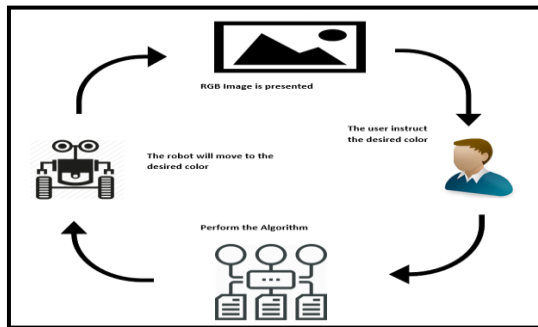 RGB Image is presented
The user instruct
the desired color
The robot will move to the
desired color
Perform the Algorithm